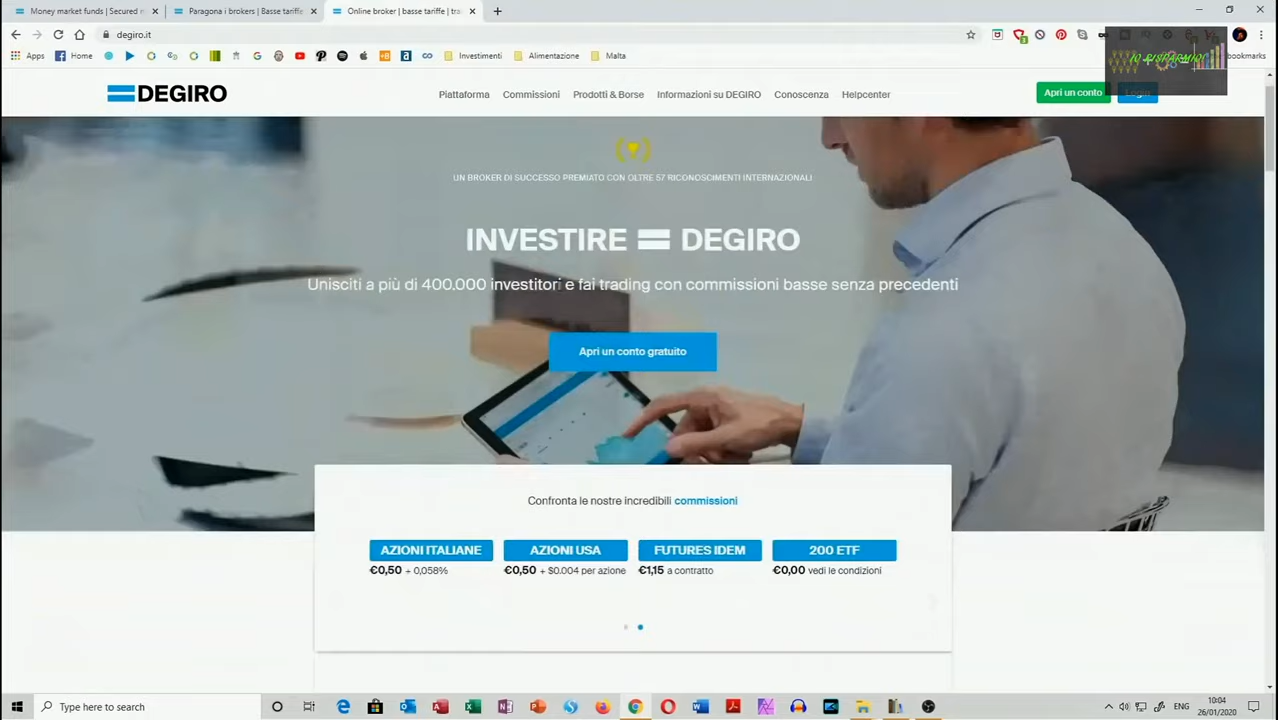 Money market funds | Secured
Paragona i brokers | Basse tariffe
Online broker | basse tariffe | tra
degiro.it
Apps
Home
Investimenti
Alimentazione
Malta
bookmarks
IO RISPARMIO!
DEGIRO
Piattaforma
Commissioni
Prodotti & Borse
Informazioni su DEGIRO
Conoscenza
Helpcenter
Apri un conto
Login
UN BROKER DI SUCCESSO PREMIATO CON OLTRE 57 RICONOSCIMENTI INTERNAZIONALI
INVESTIRE = DEGIRO
Unisciti a più di 400.000 investitori e fai trading con commissioni basse senza precedenti
Apri un conto gratuito
Confronta le nostre incredibili commissioni
AZIONI ITALIANE
€0,50 + 0,058%
AZIONI USA
€0,50 + $0.004 per azione
FUTURES IDEM
€1,15 a contratto
200 ETF
€0,00 vedi le condizioni
Type here to search
ENG
10:04
26/01/2020